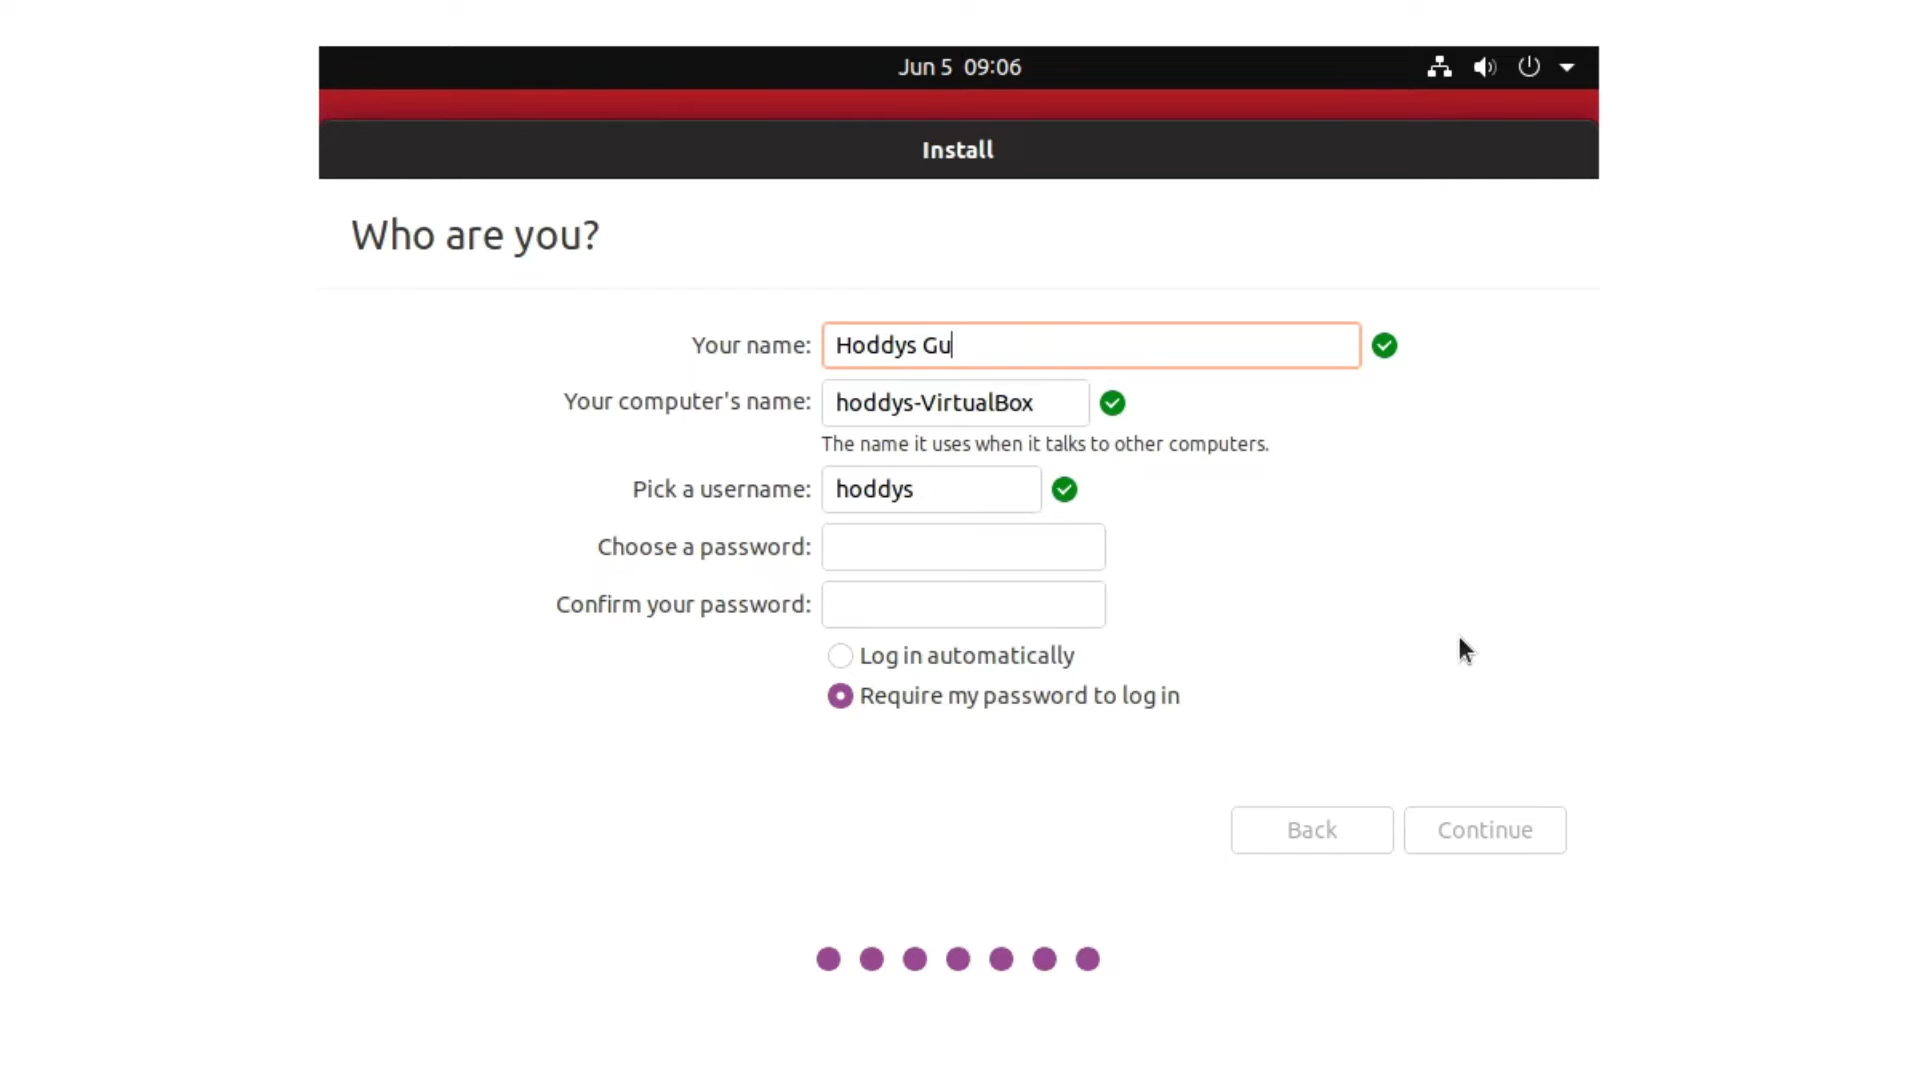 Jun 5 09:06
Install
Who are you?
Your name: Hoddys Gu
Your computer's name: hoddys-VirtualBox
The name it uses when it talks to other computers.
Pick a username: hoddys
Choose a password:
Confirm your password:
Log in automatically
Require my password to log in
Back Continue